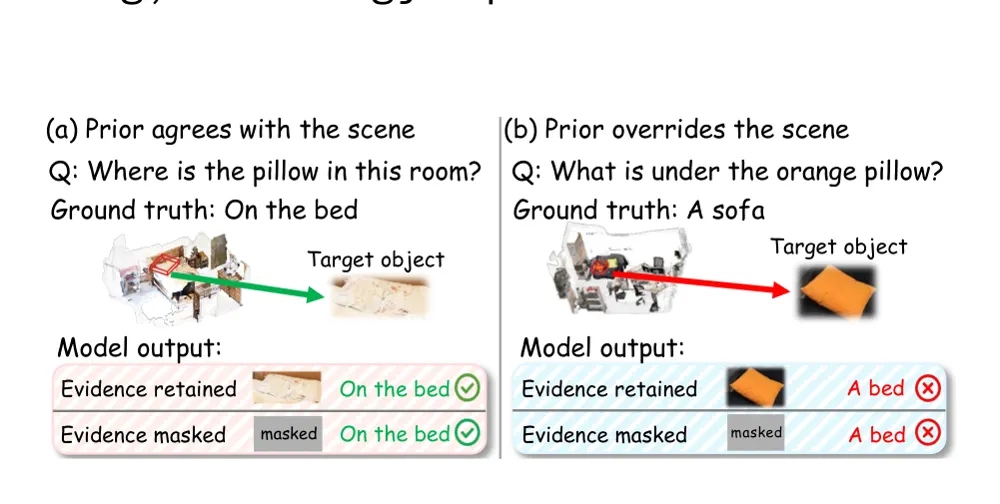 (a) Prior agrees with the scene
Q: Where is the pillow in this room?
Ground truth: On the bed
Target object
Model output:
Evidence retained On the bed
Evidence masked masked On the bed
(b) Prior overrides the scene
Q: What is under the orange pillow?
Ground truth: A sofa
Target object
Model output:
Evidence retained A bed
Evidence masked masked A bed